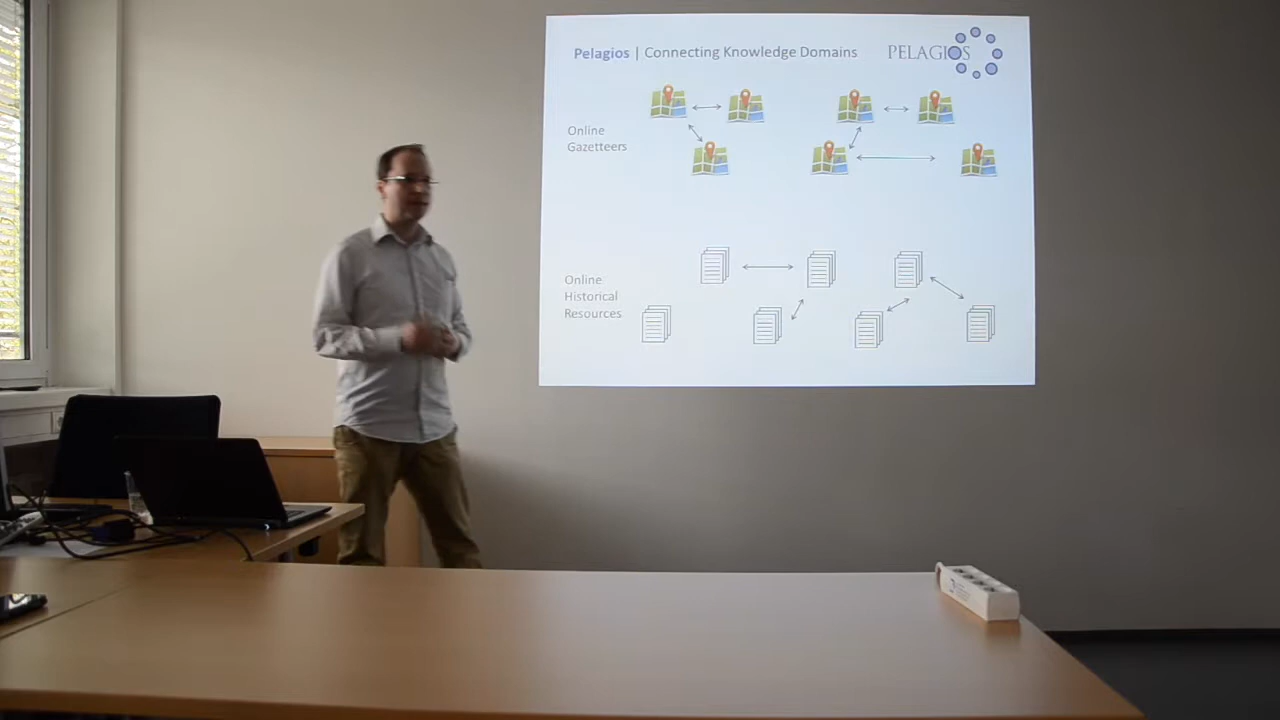 Pelagios | Connecting Knowledge Domains
PELAGIOS
Online
Gazetteers
Online
Historical
Resources